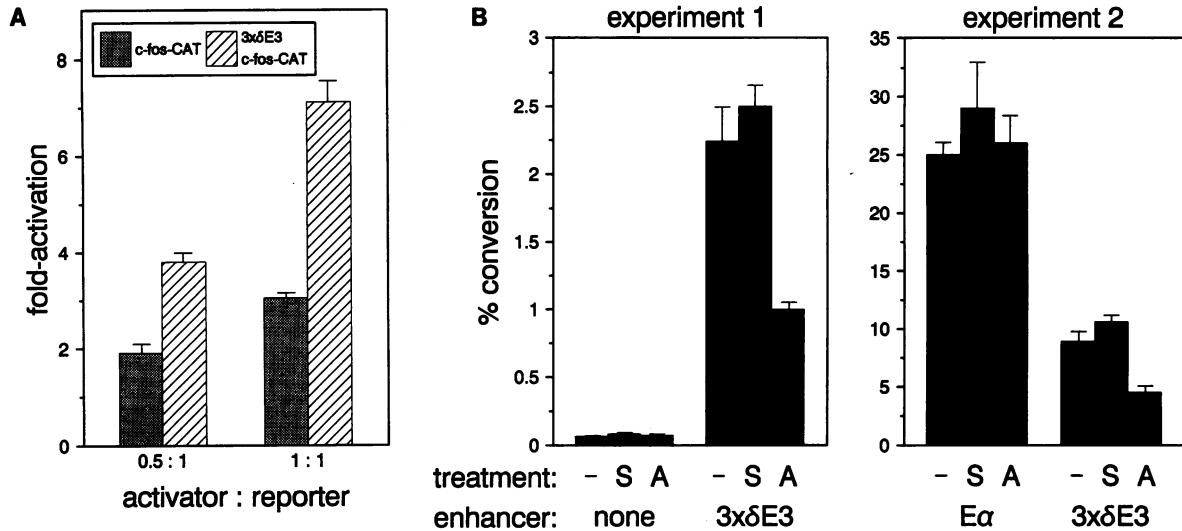 A
c-fos-CAT
3xδE3
c-fos-CAT
8
6
4
2
0
fold-activation
0.5 : 1
1 : 1
activator : reporter
B
experiment 1
3
2.5
2
1.5
1
0.5
0
% conversion
treatment: – S A – S A
enhancer: none 3xδE3
experiment 2
35
30
25
20
15
10
5
0
– S A – S A
Eα 3xδE3